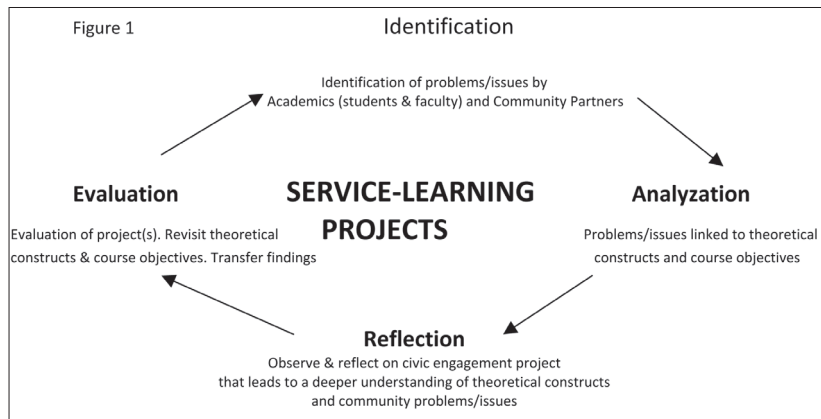 Figure 1
Identification
Identification of problems/issues by
Academics (students & faculty) and Community Partners
Evaluation
SERVICE-LEARNING
PROJECTS
Analyzation
Evaluation of project(s). Revisit theoretical
constructs & course objectives. Transfer findings
Problems/issues linked to theoretical
constructs and course objectives
Reflection
Observe & reflect on civic engagement project
that leads to a deeper understanding of theoretical constructs
and community problems/issues